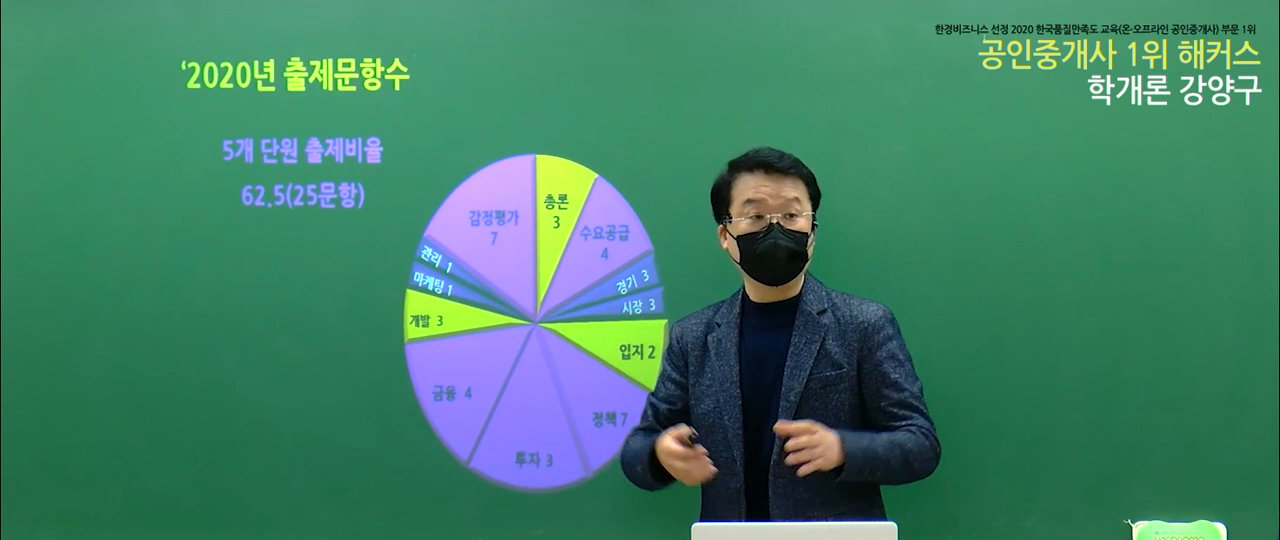 한경비즈니스 선정 2020 한국품질만족도 교육(온·오프라인 공인중개사) 부문 1위
공인중개사 1위 해커스
학개론 강양구
‘2020년 출제문항수
5개 단원 출제비율
62.5(25문항)
총론
3
수요공급
4
경기 3
시장 3
입지 2
정책 7
투자 3
금융 4
개발 3
마케팅 1
관리 1
감정평가
7